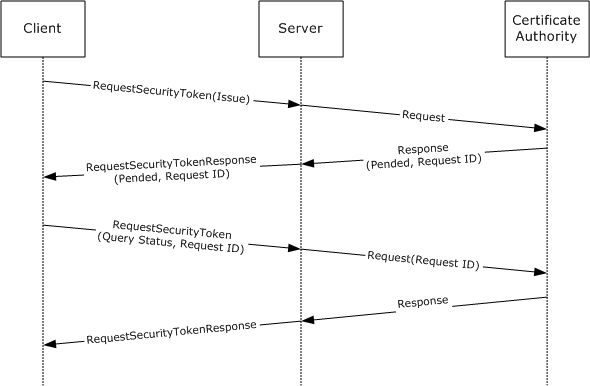 Client
Server
Certificate
Authority
RequestSecurityToken(Issue)
Request
Response
(Pended, Request ID)
RequestSecurityTokenResponse
(Pended, Request ID)
RequestSecurityToken
(Query Status, Request ID)
Request(Request ID)
Response
RequestSecurityTokenResponse